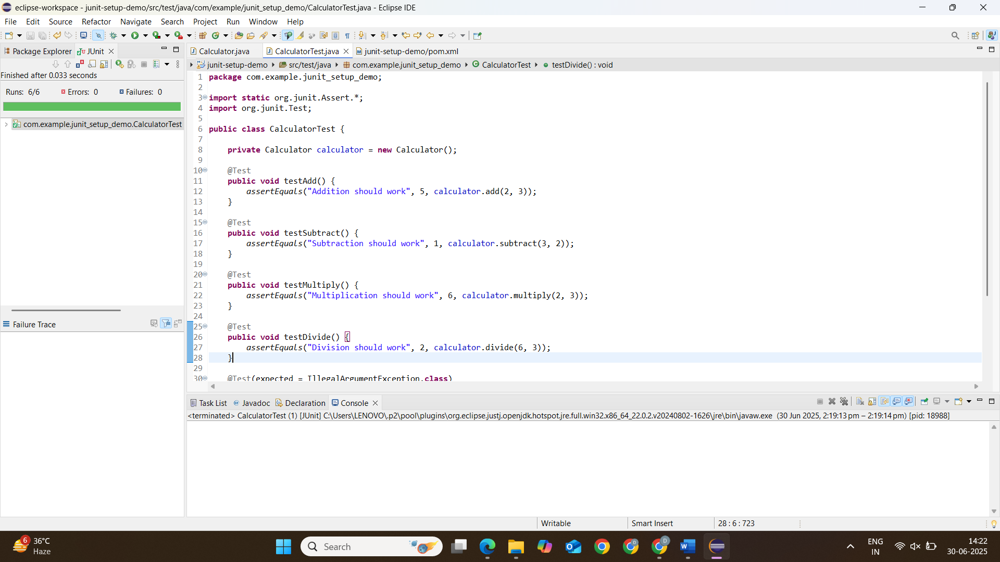 eclipse-workspace - junit-setup-demo/src/test/java/com/example/junit_setup_demo/CalculatorTest.java - Eclipse IDE
File Edit Source Refactor Navigate Search Project Run Window Help
Package Explorer JUnit
Finished after 0.033 seconds
Runs: 6/6 Errors: 0 Failures: 0
com.example.junit_setup_demo.CalculatorTest
Failure Trace
Calculator.java CalculatorTest.java junit-setup-demo/pom.xml
junit-setup-demo src/test/java com.example.junit_setup_demo CalculatorTest testDivide() : void
1 package com.example.junit_setup_demo;
2
3 import static org.junit.Assert.*;
4 import org.junit.Test;
5
6 public class CalculatorTest {
7
8 private Calculator calculator = new Calculator();
9
10 @Test
11 public void testAdd() {
12 assertEquals("Addition should work", 5, calculator.add(2, 3));
13 }
14
15 @Test
16 public void testSubtract() {
17 assertEquals("Subtraction should work", 1, calculator.subtract(3, 2));
18 }
19
20 @Test
21 public void testMultiply() {
22 assertEquals("Multiplication should work", 6, calculator.multiply(2, 3));
23 }
24
25 @Test
26 public void testDivide() {
27 assertEquals("Division should work", 2, calculator.divide(6, 3));
28 }
29
30 @Test(expected = IllegalArgumentException.class)
Task List Javadoc Declaration Console
<terminated> CalculatorTest (1) [JUnit] C:\Users\LENOVO\.p2\pool\plugins\org.eclipse.justj.openjdk.hotspot.jre.full.win32.x86_64_22.0.2.v20240802-1626\jre\bin\javaw.exe (30 Jun 2025, 2:19:13 pm – 2:19:14 pm) [pid: 18988]
Writable Smart Insert 28 : 6 : 723
6 36°C
Haze
Search
ENG
IN
14:22
30-06-2025